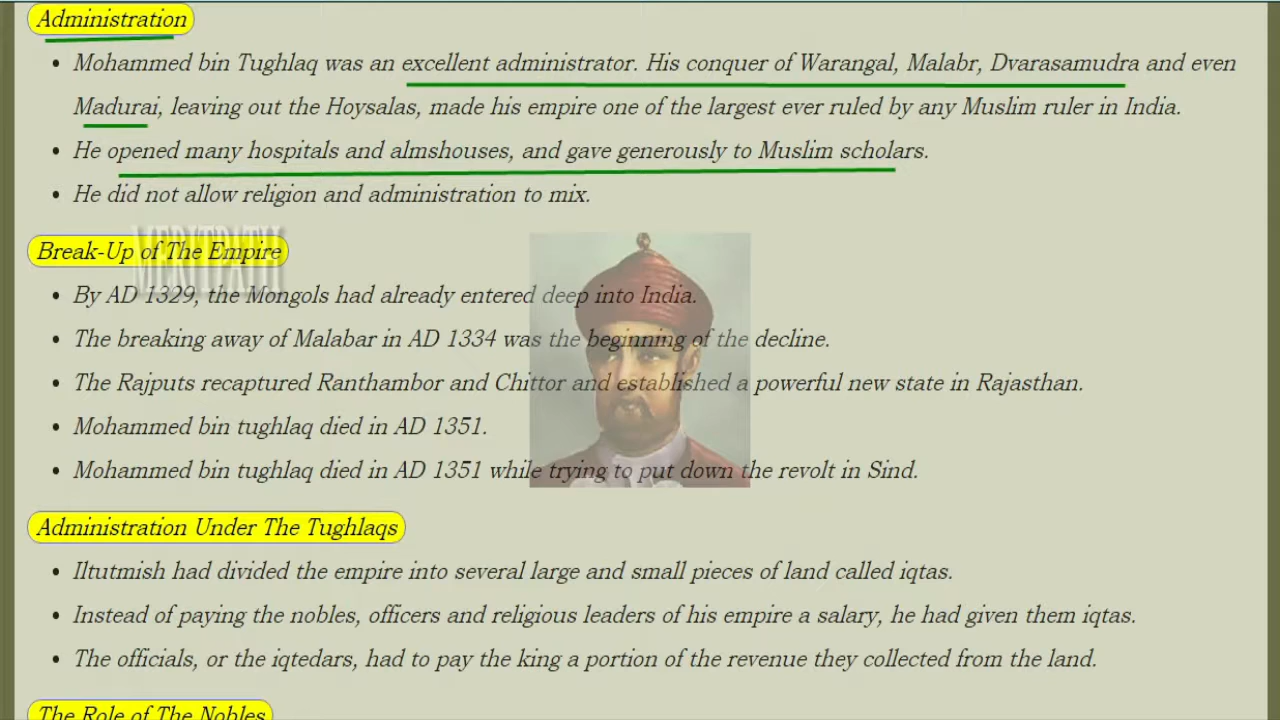 Administration
• Mohammed bin Tughlaq was an excellent administrator. His conquer of Warangal, Malabr, Dvarasamudra and even
Madurai, leaving out the Hoysalas, made his empire one of the largest ever ruled by any Muslim ruler in India.
• He opened many hospitals and almshouses, and gave generously to Muslim scholars.
• He did not allow religion and administration to mix.
MERITPATH
Break-Up of The Empire
• By AD 1329, the Mongols had already entered deep into India.
• The breaking away of Malabar in AD 1334 was the beginning of the decline.
• The Rajputs recaptured Ranthambor and Chittor and established a powerful new state in Rajasthan.
• Mohammed bin tughlaq died in AD 1351.
• Mohammed bin tughlaq died in AD 1351 while trying to put down the revolt in Sind.
Administration Under The Tughlaqs
• Iltutmish had divided the empire into several large and small pieces of land called iqtas.
• Instead of paying the nobles, officers and religious leaders of his empire a salary, he had given them iqtas.
• The officials, or the iqtedars, had to pay the king a portion of the revenue they collected from the land.
The Role of The Nobles